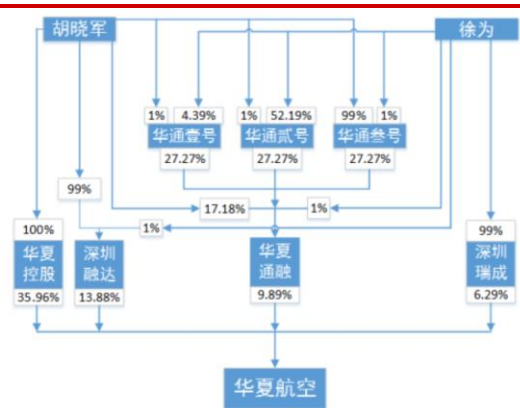 胡晓军
徐为
1%
4.39%
1%
52.19%
99%
1%
华通壹号
华通贰号
华通叁号
27.27%
27.27%
27.27%
99%
17.18%
1%
1%
100%
99%
华夏
控股
深圳
融达
华夏
通融
深圳
瑞成
35.96%
13.88%
9.89%
6.29%
华夏航空